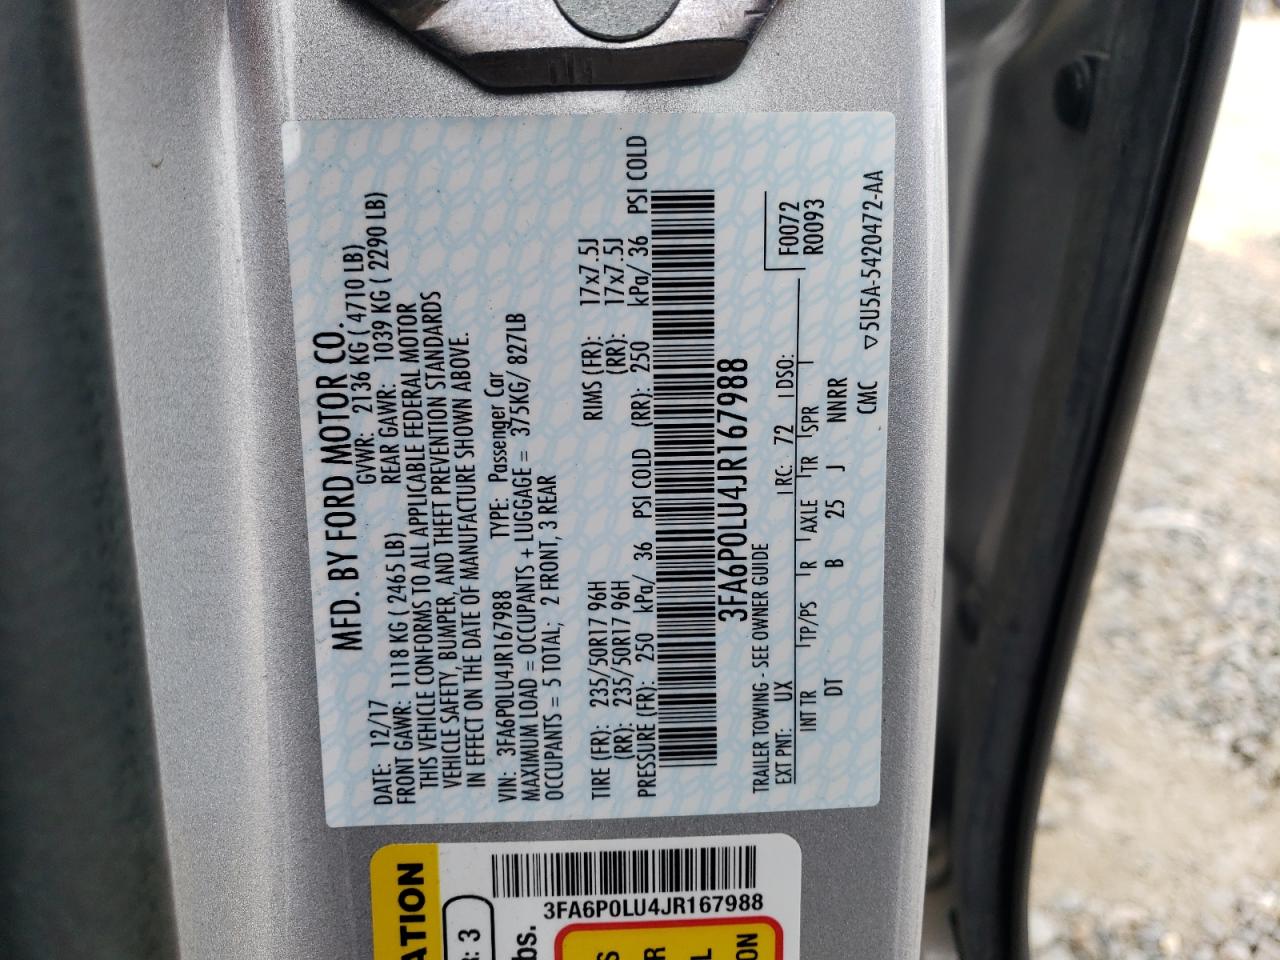 MFD. BY FORD MOTOR CO.
DATE: 12/17 GVWR: 2136 KG ( 4710 LB)
FRONT GAWR: 1118 KG ( 2465 LB) REAR GAWR: 1039 KG ( 2290 LB)
THIS VEHICLE CONFORMS TO ALL APPLICABLE FEDERAL MOTOR
VEHICLE SAFETY, BUMPER, AND THEFT PREVENTION STANDARDS
IN EFFECT ON THE DATE OF MANUFACTURE SHOWN ABOVE.
VIN: 3FA6P0LU4JR167988 TYPE: Passenger Car
MAXIMUM LOAD = OCCUPANTS + LUGGAGE = 375KG/ 827LB
OCCUPANTS = 5 TOTAL; 2 FRONT, 3 REAR
TIRE (FR): 235/50R17 96H RIMS (FR): 17x7.5J
(RR): 235/50R17 96H (RR): 17x7.5J
PRESSURE (FR): 250 kPa/ 36 PSI COLD (RR): 250 kPa/ 36 PSI COLD
3FA6P0LU4JR167988
TRAILER TOWING - SEE OWNER GUIDE F0072
EXT PNT: UX RC: 72 DSO: R0093
INT TR TP/PS R AXLE TR SPR
DT B 25 J NNRR
CMC ▽5U5A-5420472-AA
ATION
R: 3
bs.
3FA6P0LU4JR167988
S
R
L
ON